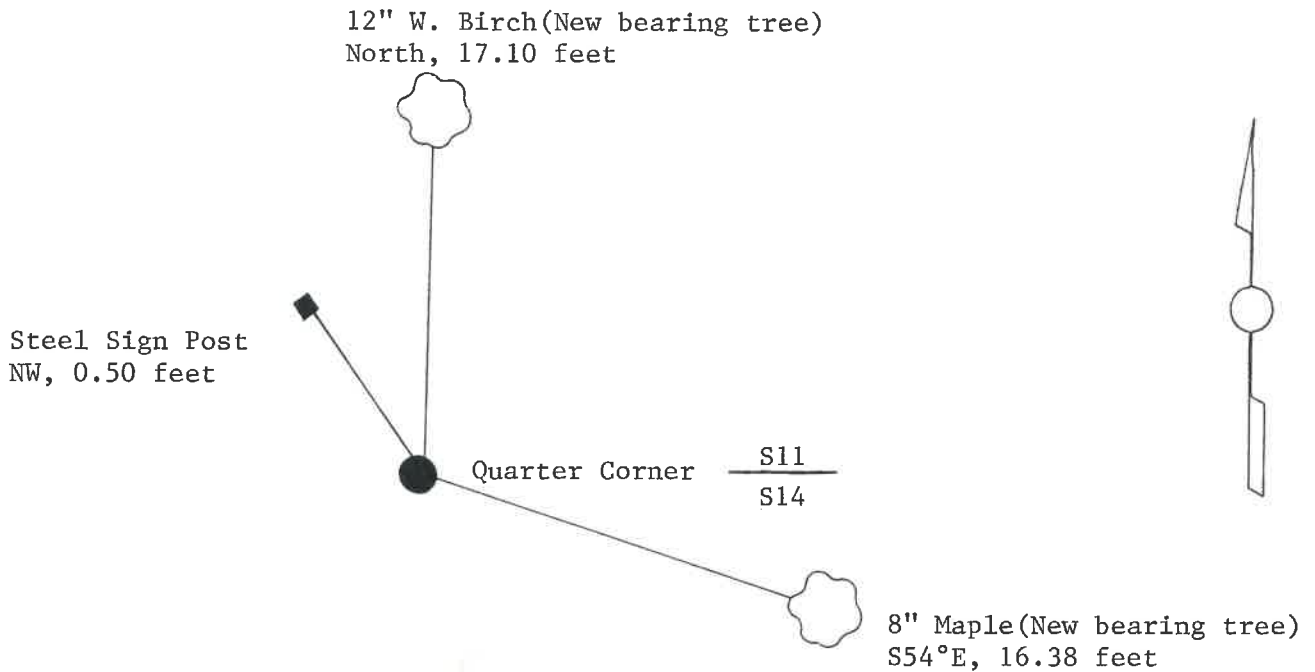 12" W. Birch(New bearing tree)
North, 17.10 feet
Steel Sign Post
NW, 0.50 feet
Quarter Corner
S11
S14
8" Maple(New bearing tree)
S54°E, 16.38 feet